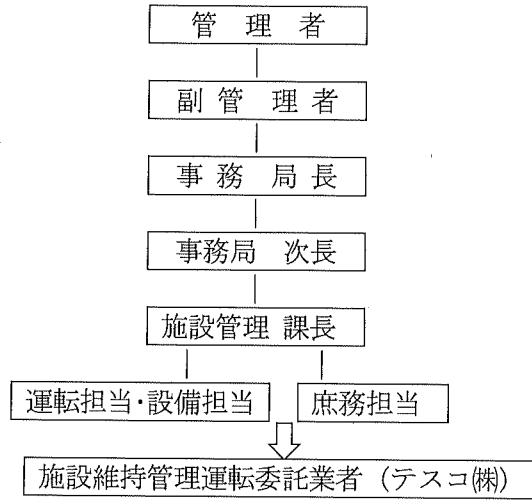 管理者
副管理者
事務局長
事務局 次長
施設管理 課長
運転担当・設備担当
庶務担当
施設維持管理運転委託業者 (テスコ㈱)